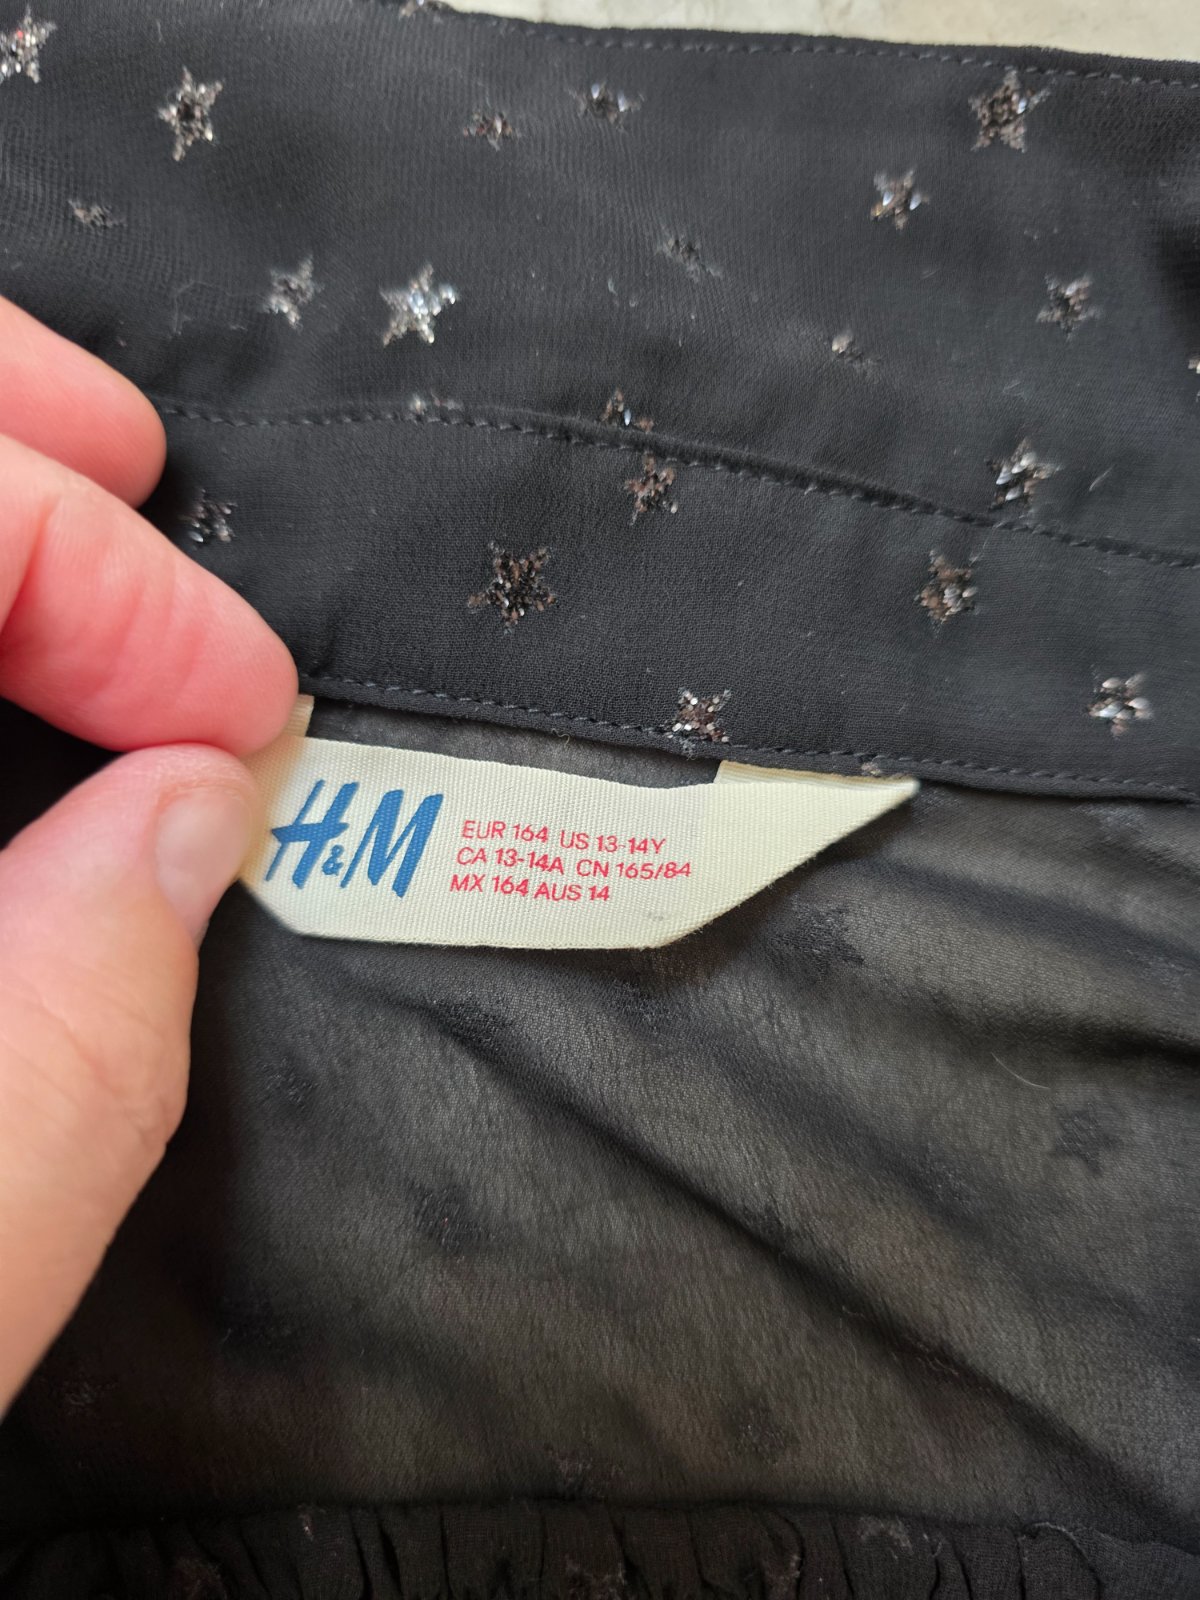 H&M
EUR 164 US 13-14Y
CA 13-14A CN 165/84
MX 164 AUS 14